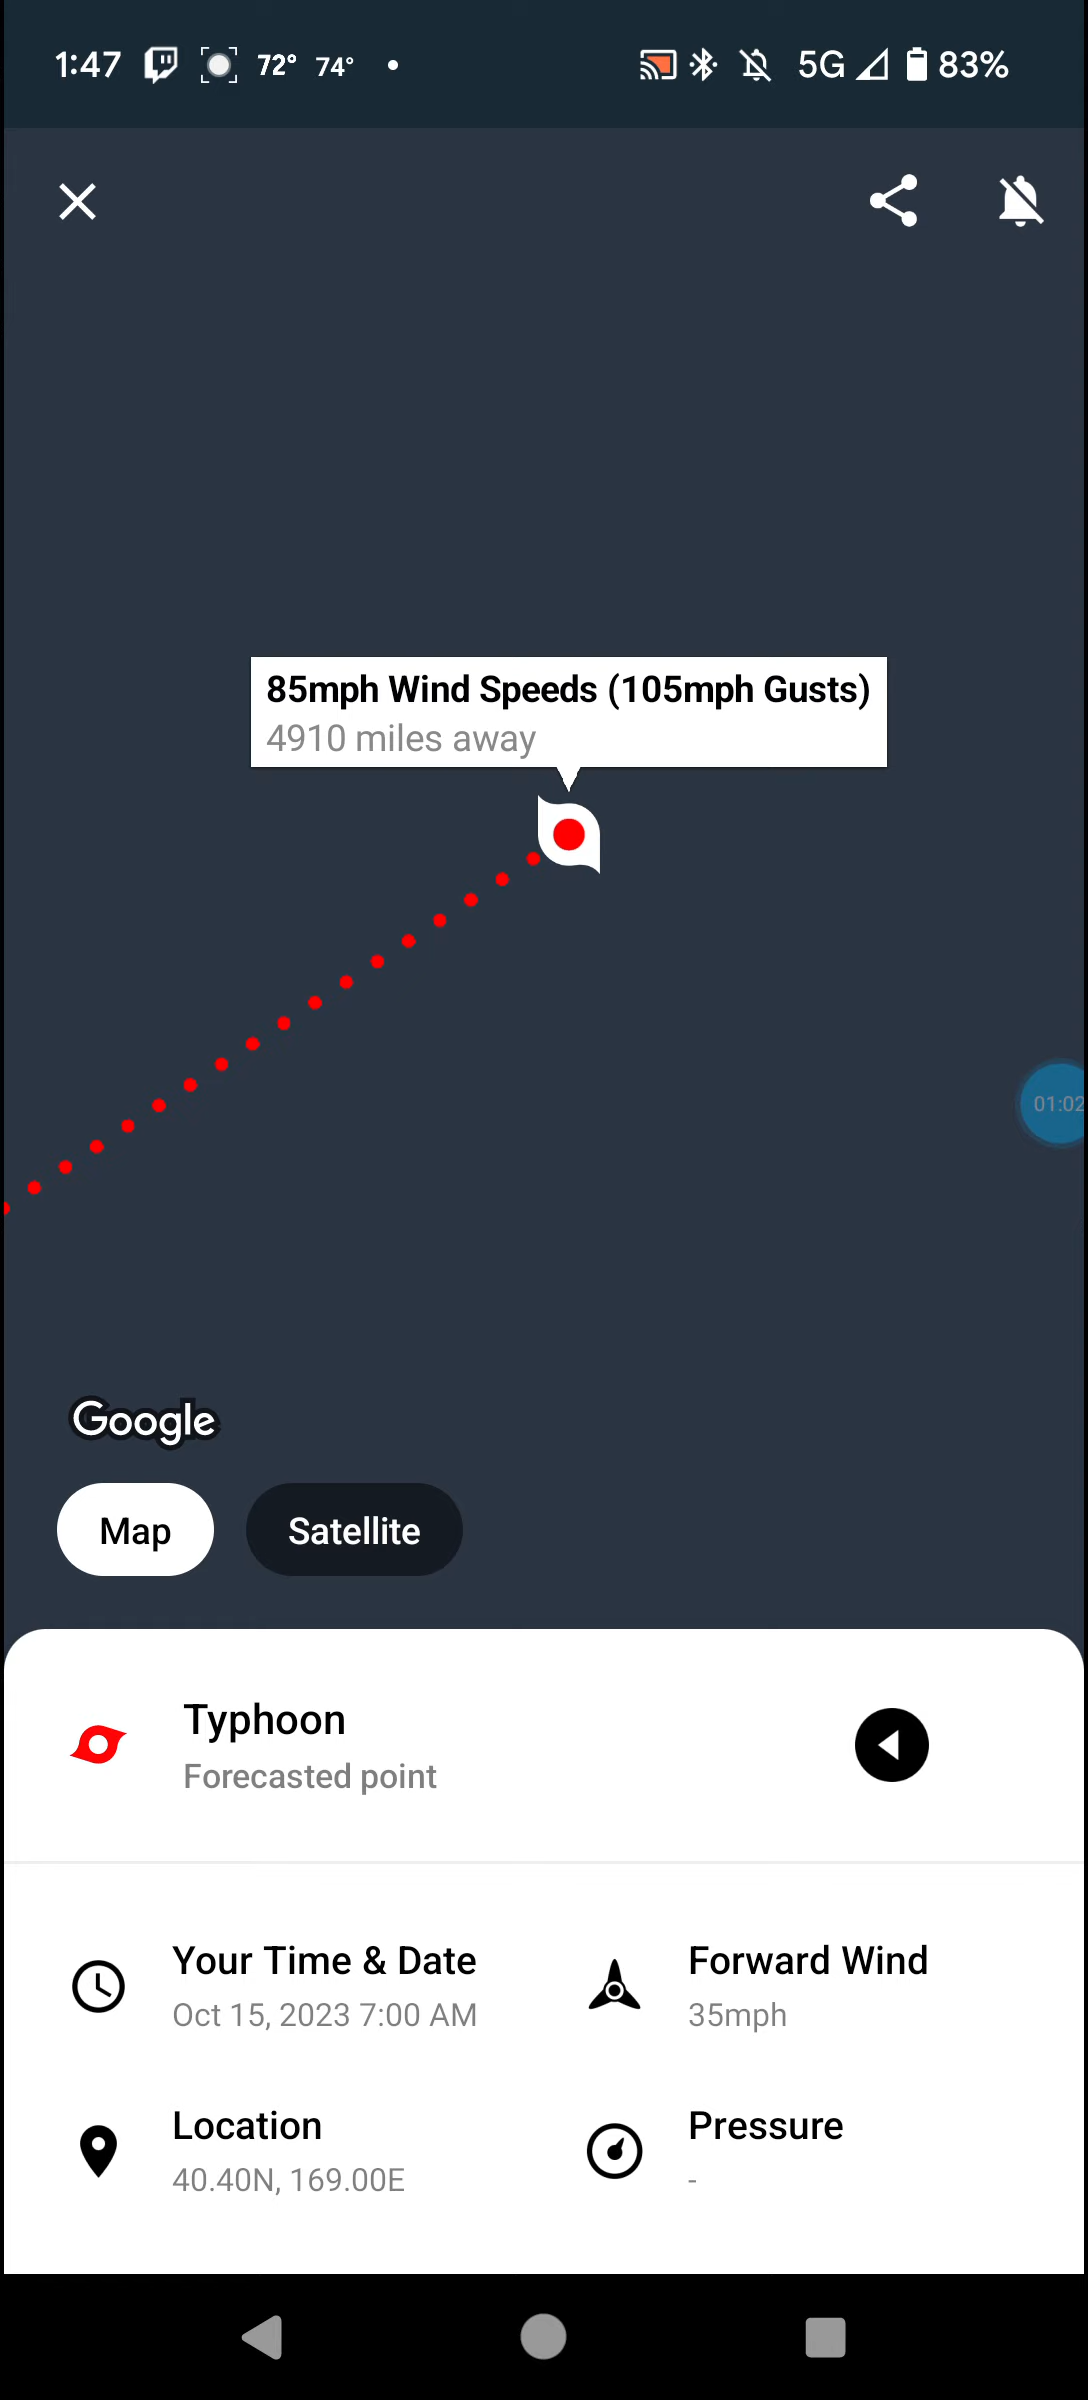 1:47 72° 74° 5G 83%
85mph Wind Speeds (105mph Gusts)
4910 miles away
01:02
Google
Map Satellite
Typhoon
Forecasted point
Your Time & Date
Oct 15, 2023 7:00 AM
Forward Wind
35mph
Location
40.40N, 169.00E
Pressure
-